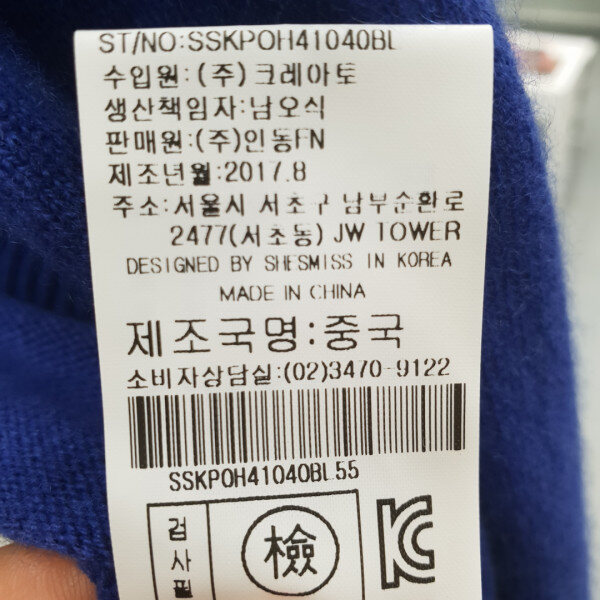 ST/NO:SSKPOH41040BL
수입원:(주)크레아토
생산책임자:남오식
판매원:(주)인동FN
제조년월:2017.8
주소:서울시 서초구 남부순환로
2477(서초동) JW TOWER
DESIGNED BY SHESMISS IN KOREA
MADE IN CHINA
제조국명:중국
소비자상담실:(02)3470-9122
SSKPOH41040BL55
검사필
檢
KC